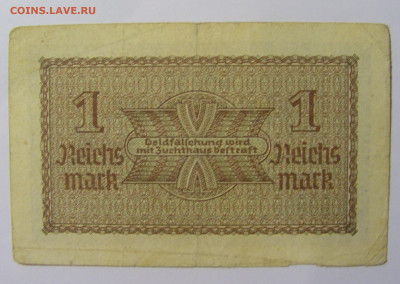 COINS.LAVE.RU
1
1
Geldfälschung wird
mit Zuchthaus bestraft
Reichs
mark
Reichs
mark